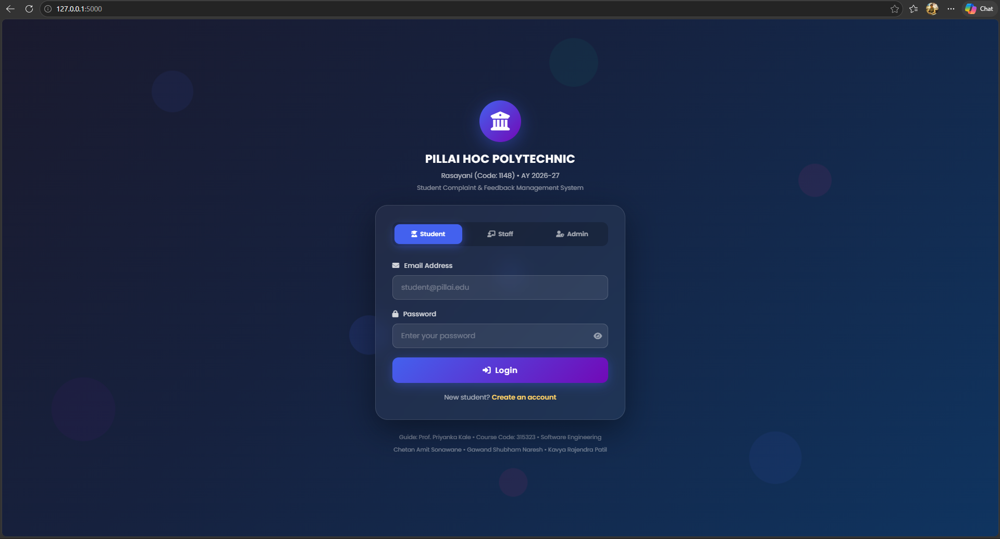 127.0.0.1:5000
Chat
PILLAI HOC POLYTECHNIC
Rasayani (Code: 1148) • AY 2026-27
Student Complaint & Feedback Management System
Student Staff Admin
Email Address
student@pillai.edu
Password
Enter your password
Login
New student? Create an account
Guide: Prof. Priyanka Kale • Course Code: 315323 • Software Engineering
Chetan Amit Sonawane • Gawand Shubham Naresh • Kavya Rajendra Patil